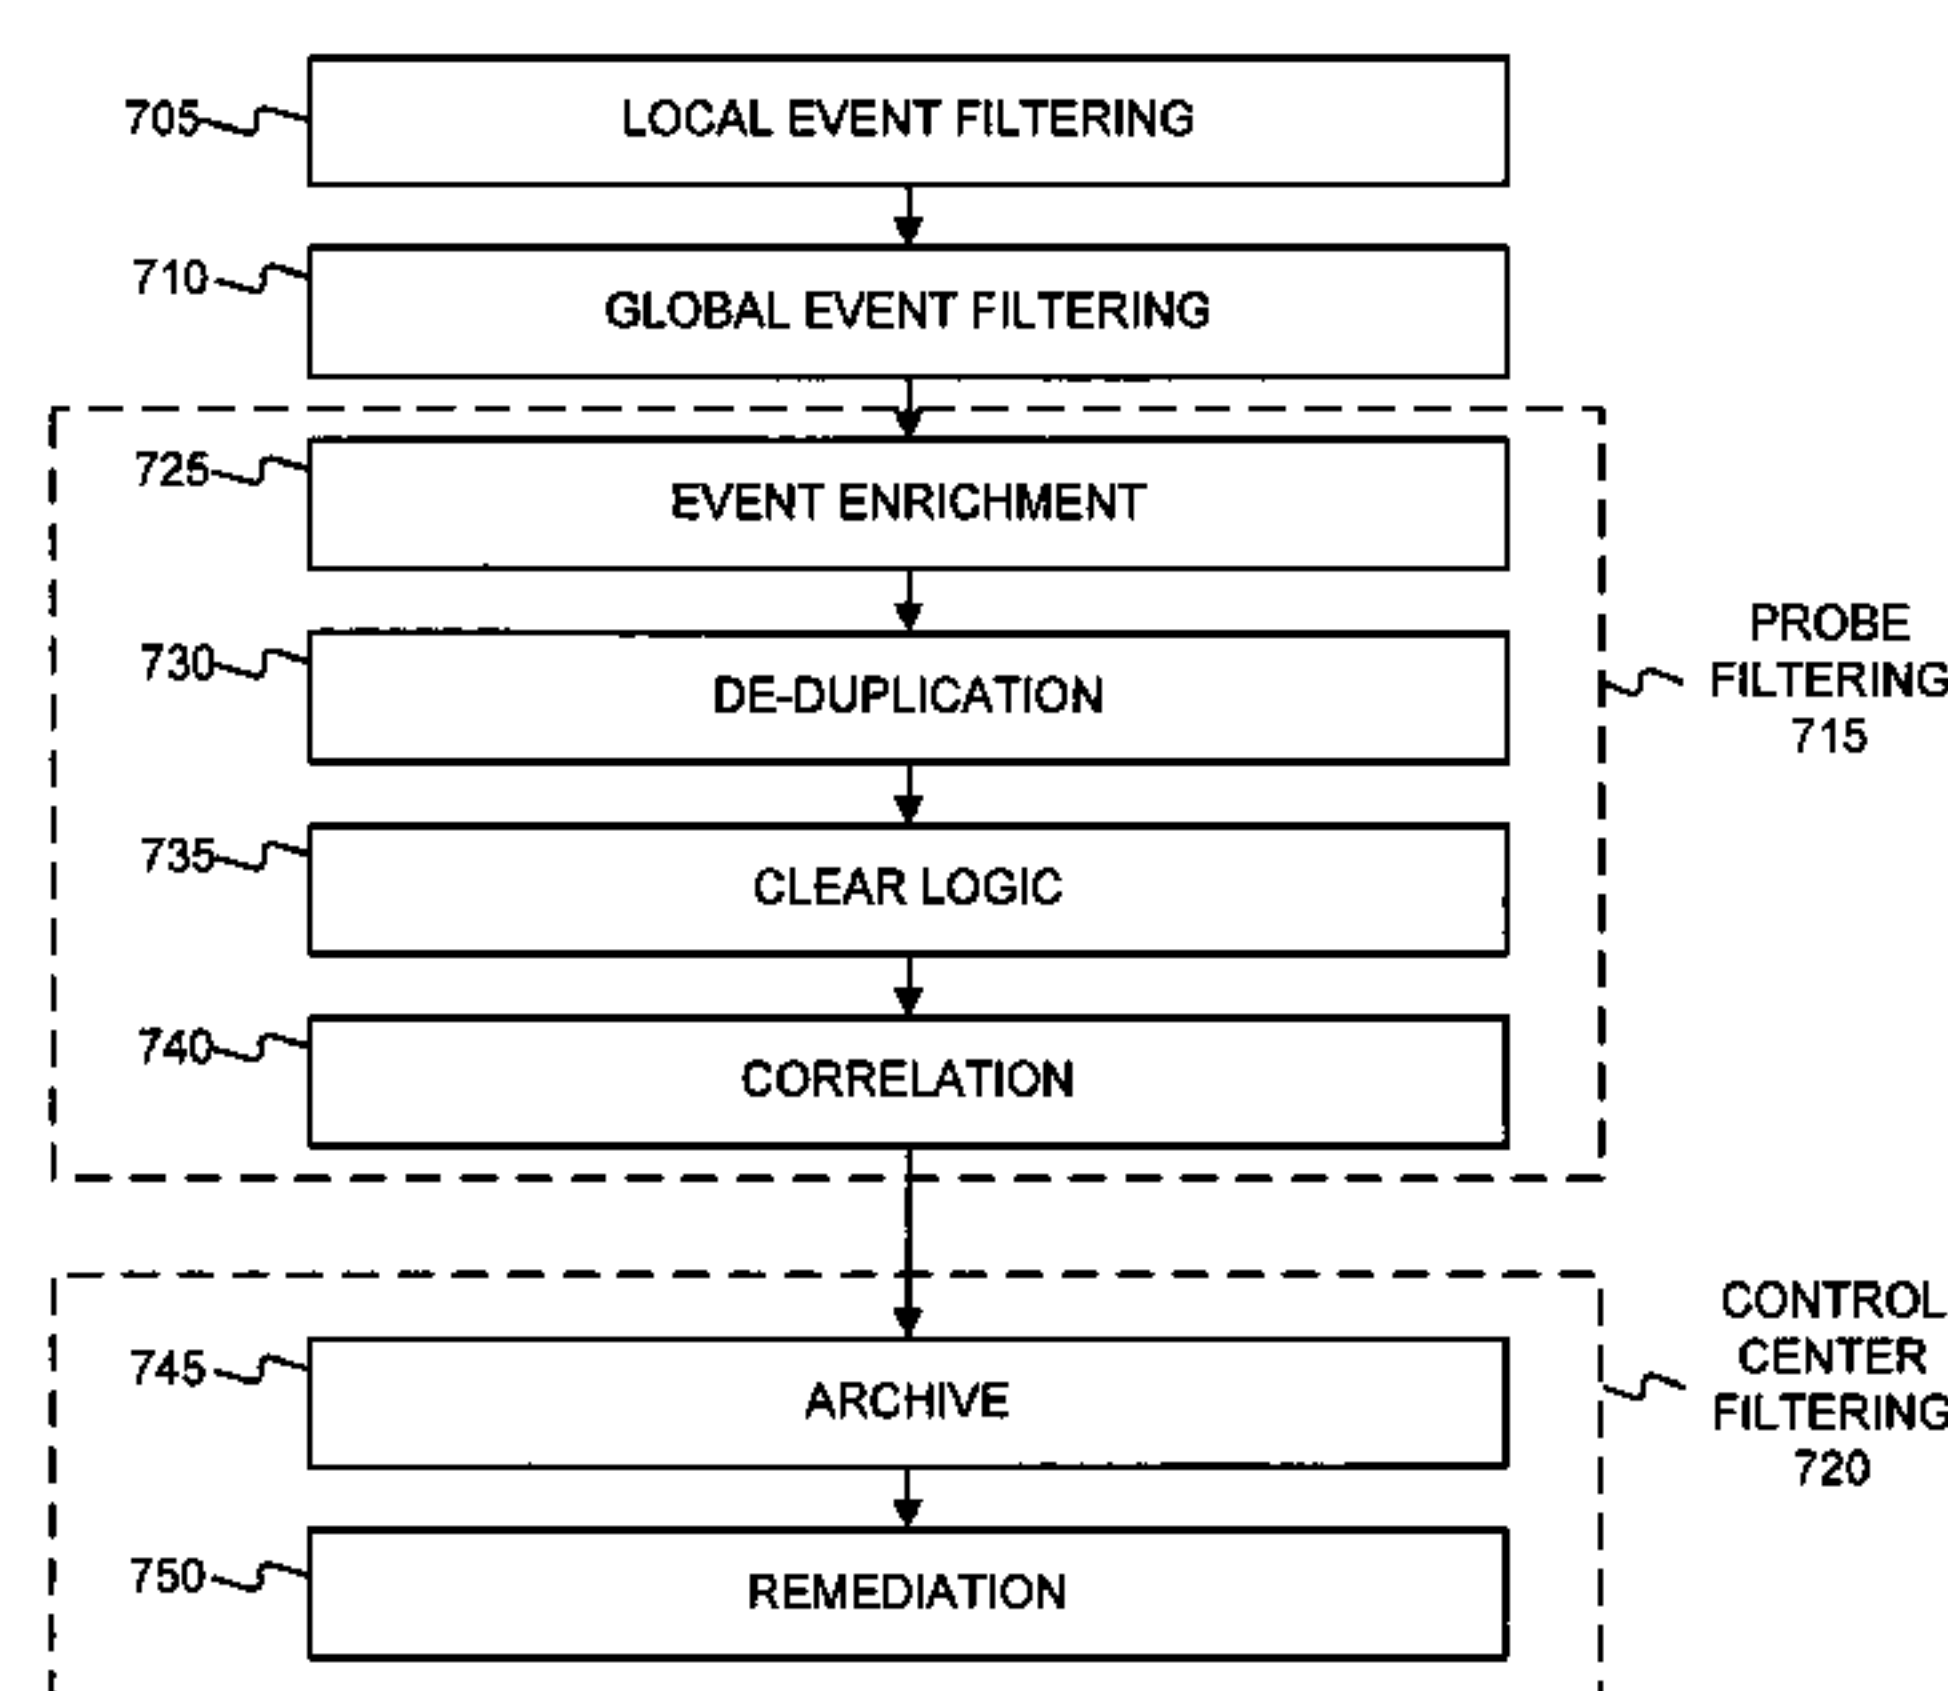 705
LOCAL EVENT FILTERING
710
GLOBAL EVENT FILTERING
725
EVENT ENRICHMENT
730
DE-DUPLICATION
PROBE
FILTERING
715
735
CLEAR LOGIC
740
CORRELATION
745
ARCHIVE
CONTROL
CENTER
FILTERING
720
750
REMEDIATION